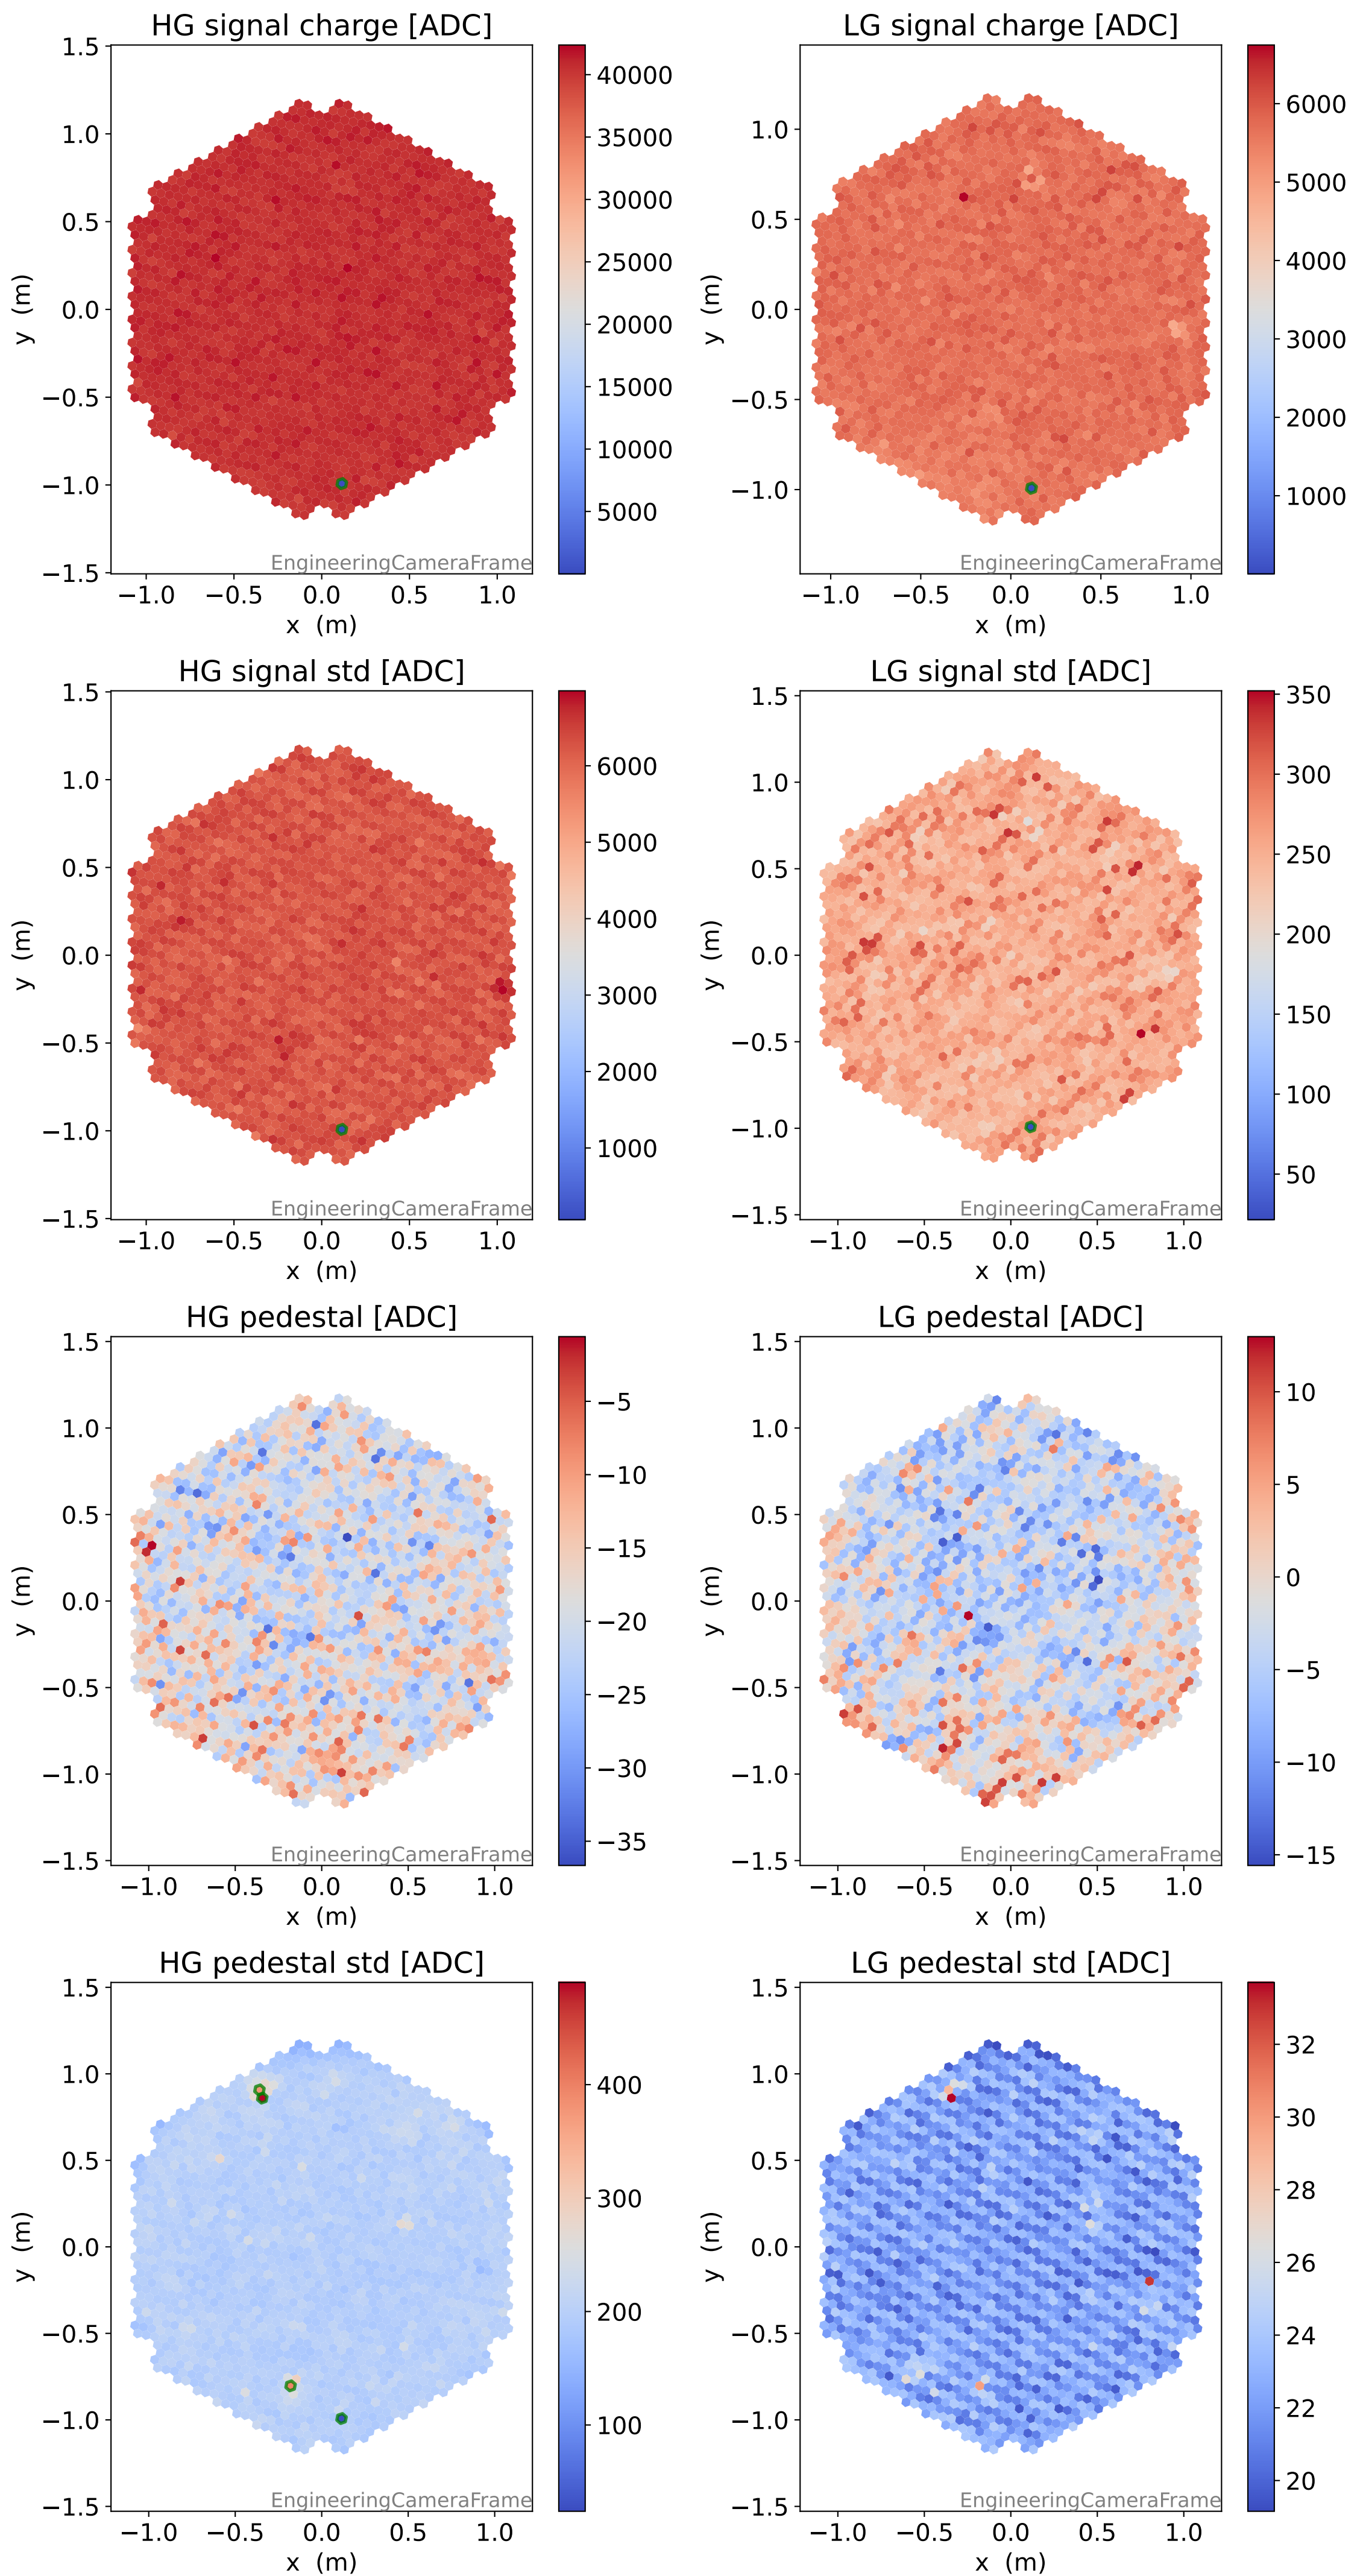 HG signal charge [ADC]
1.5
1.0
0.5
0.0
−0.5
−1.0
−1.5
y (m)
−1.0 −0.5 0.0 0.5 1.0
x (m)
EngineeringCameraFrame
40000
35000
30000
25000
20000
15000
10000
5000
LG signal charge [ADC]
1.0
0.5
0.0
−0.5
−1.0
y (m)
−1.0 −0.5 0.0 0.5 1.0
x (m)
EngineeringCameraFrame
6000
5000
4000
3000
2000
1000
HG signal std [ADC]
1.5
1.0
0.5
0.0
−0.5
−1.0
−1.5
y (m)
−1.0 −0.5 0.0 0.5 1.0
x (m)
EngineeringCameraFrame
6000
5000
4000
3000
2000
1000
LG signal std [ADC]
1.5
1.0
0.5
0.0
−0.5
−1.0
−1.5
y (m)
−1.0 −0.5 0.0 0.5 1.0
x (m)
EngineeringCameraFrame
350
300
250
200
150
100
50
HG pedestal [ADC]
1.5
1.0
0.5
0.0
−0.5
−1.0
−1.5
y (m)
−1.0 −0.5 0.0 0.5 1.0
x (m)
EngineeringCameraFrame
−5
−10
−15
−20
−25
−30
−35
LG pedestal [ADC]
1.5
1.0
0.5
0.0
−0.5
−1.0
−1.5
y (m)
−1.0 −0.5 0.0 0.5 1.0
x (m)
EngineeringCameraFrame
10
5
0
−5
−10
−15
HG pedestal std [ADC]
1.5
1.0
0.5
0.0
−0.5
−1.0
−1.5
y (m)
−1.0 −0.5 0.0 0.5 1.0
x (m)
EngineeringCameraFrame
400
300
200
100
LG pedestal std [ADC]
1.5
1.0
0.5
0.0
−0.5
−1.0
−1.5
y (m)
−1.0 −0.5 0.0 0.5 1.0
x (m)
EngineeringCameraFrame
32
30
28
26
24
22
20